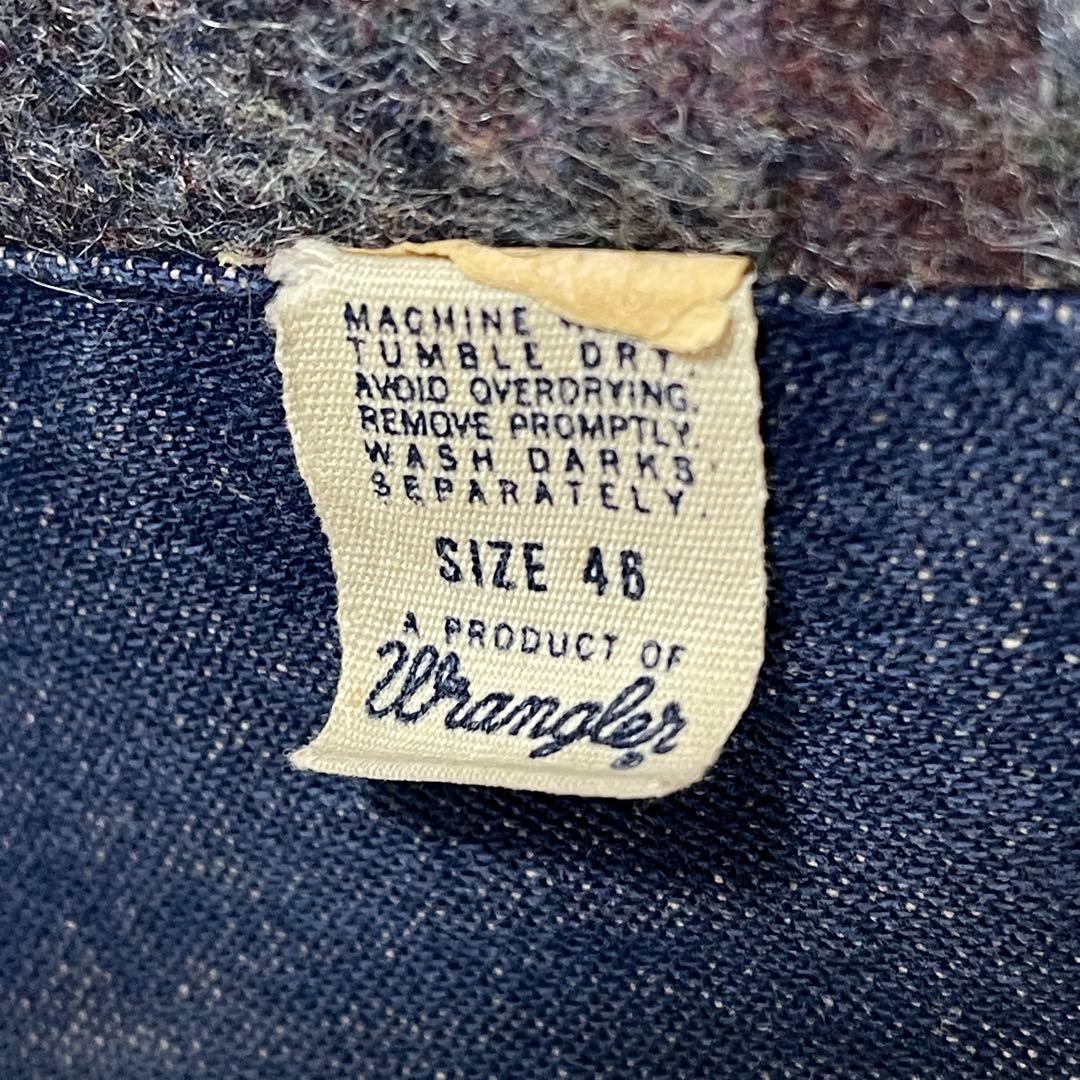 MACHINE
TUMBLE DRY.
AVOID OVERDRYING.
REMOVE PROMPTLY.
WASH DARKS
SEPARATELY.
SIZE 46
A PRODUCT OF
Wrangler